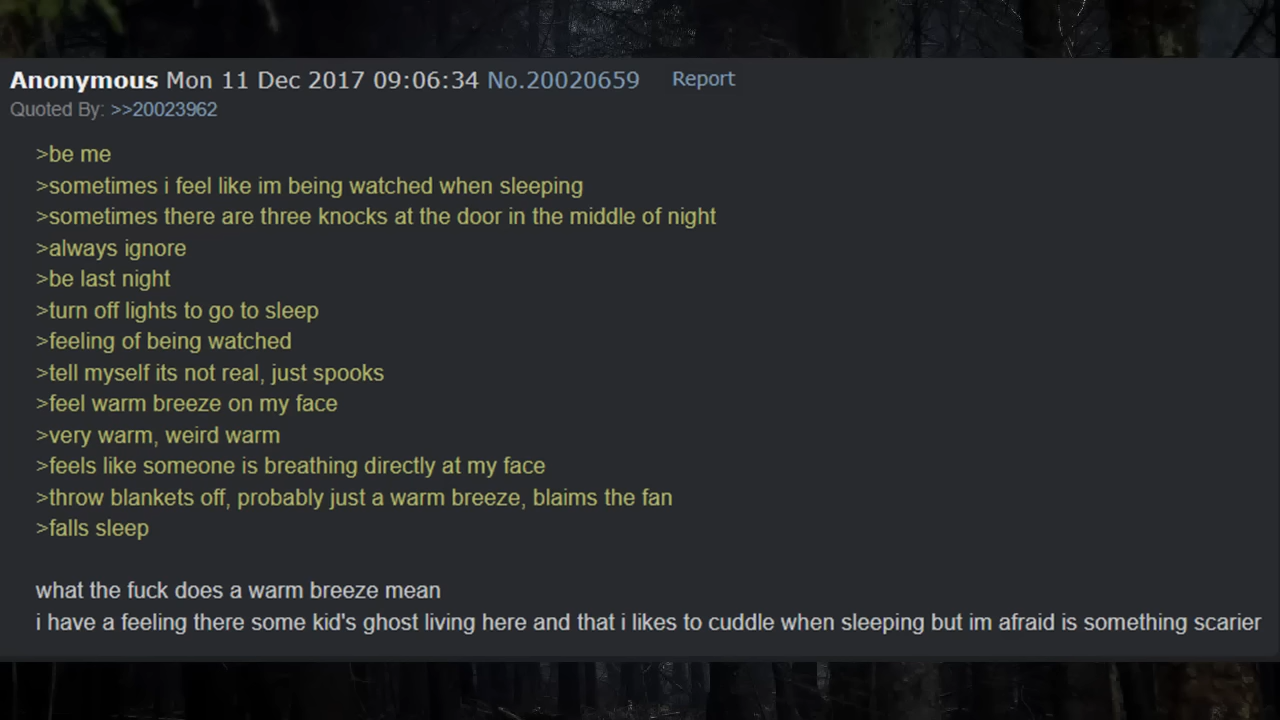 Anonymous Mon 11 Dec 2017 09:06:34 No.20020659 Report
Quoted By: >>20023962
>be me
>sometimes i feel like im being watched when sleeping
>sometimes there are three knocks at the door in the middle of night
>always ignore
>be last night
>turn off lights to go to sleep
>feeling of being watched
>tell myself its not real, just spooks
>feel warm breeze on my face
>very warm, weird warm
>feels like someone is breathing directly at my face
>throw blankets off, probably just a warm breeze, blaims the fan
>falls sleep
what the fuck does a warm breeze mean
i have a feeling there some kid's ghost living here and that i likes to cuddle when sleeping but im afraid is something scarier